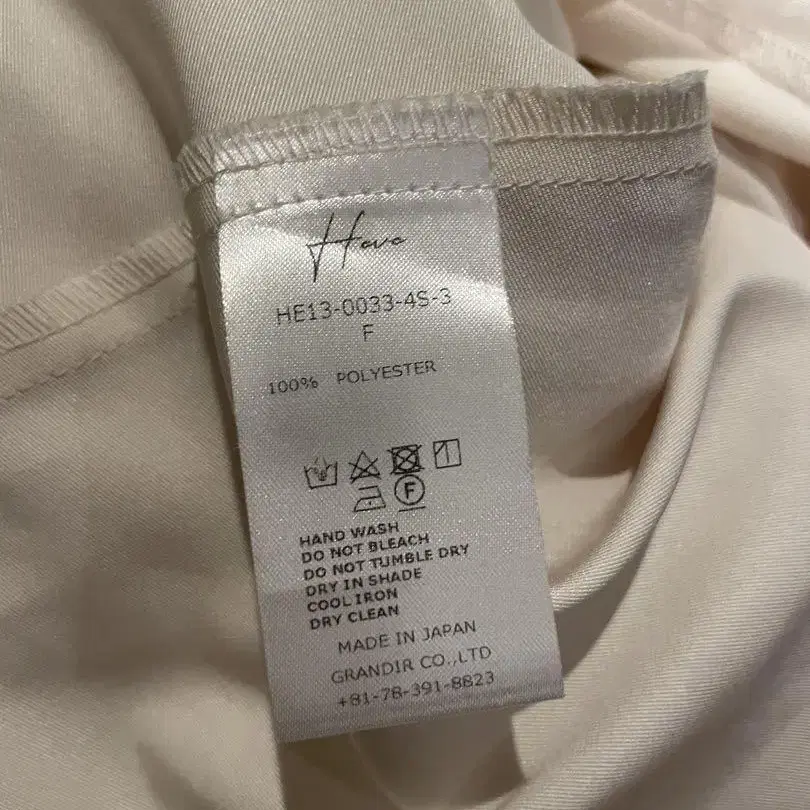 Heve
HE13-0033-4S-3
F
100% POLYESTER
F
HAND WASH
DO NOT BLEACH
DO NOT TUMBLE DRY
DRY IN SHADE
COOL IRON
DRY CLEAN
MADE IN JAPAN
GRANDIR CO.,LTD
+81-78-391-8823